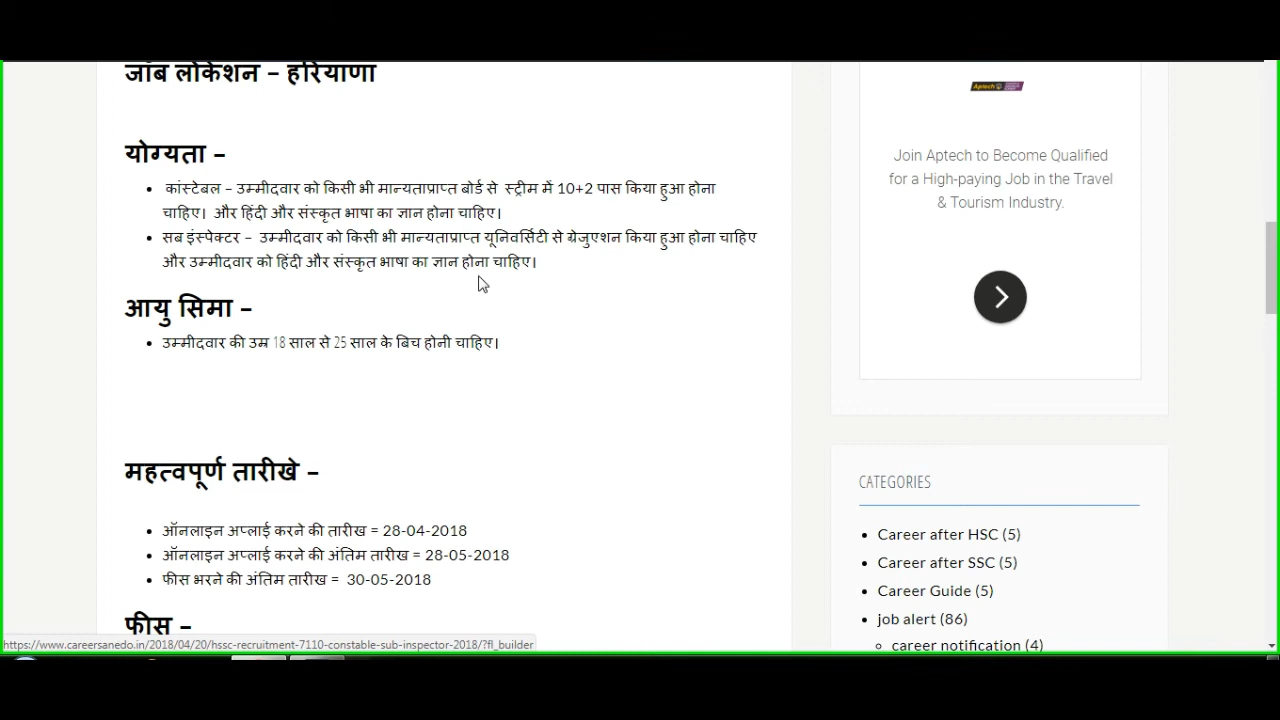 जॉब लोकेशन – हरियाणा
योग्यता –
कांस्टेबल – उम्मीदवार को किसी भी मान्यताप्राप्त बोर्ड से स्ट्रीम में 10+2 पास किया हुआ होना
चाहिए। और हिंदी और संस्कृत भाषा का ज्ञान होना चाहिए।
सब इंस्पेक्टर – उम्मीदवार को किसी भी मान्यताप्राप्त यूनिवर्सिटी से ग्रेजुएशन किया हुआ होना चाहिए
और उम्मीदवार को हिंदी और संस्कृत भाषा का ज्ञान होना चाहिए।
आयु सिमा –
उम्मीदवार की उम्र 18 साल से 25 साल के बिच होनी चाहिए।
महत्वपूर्ण तारीखे –
ऑनलाइन अप्लाई करने की तारीख = 28-04-2018
ऑनलाइन अप्लाई करने की अंतिम तारीख = 28-05-2018
फीस भरने की अंतिम तारीख = 30-05-2018
फीस –
https://www.careersanedo.in/2018/04/20/hssc-recruitment-7110-constable-sub-inspector-2018/?fl_builder
Aptech
Join Aptech to Become Qualified
for a High-paying Job in the Travel
& Tourism Industry.
CATEGORIES
Career after HSC (5)
Career after SSC (5)
Career Guide (5)
job alert (86)
career notification (4)